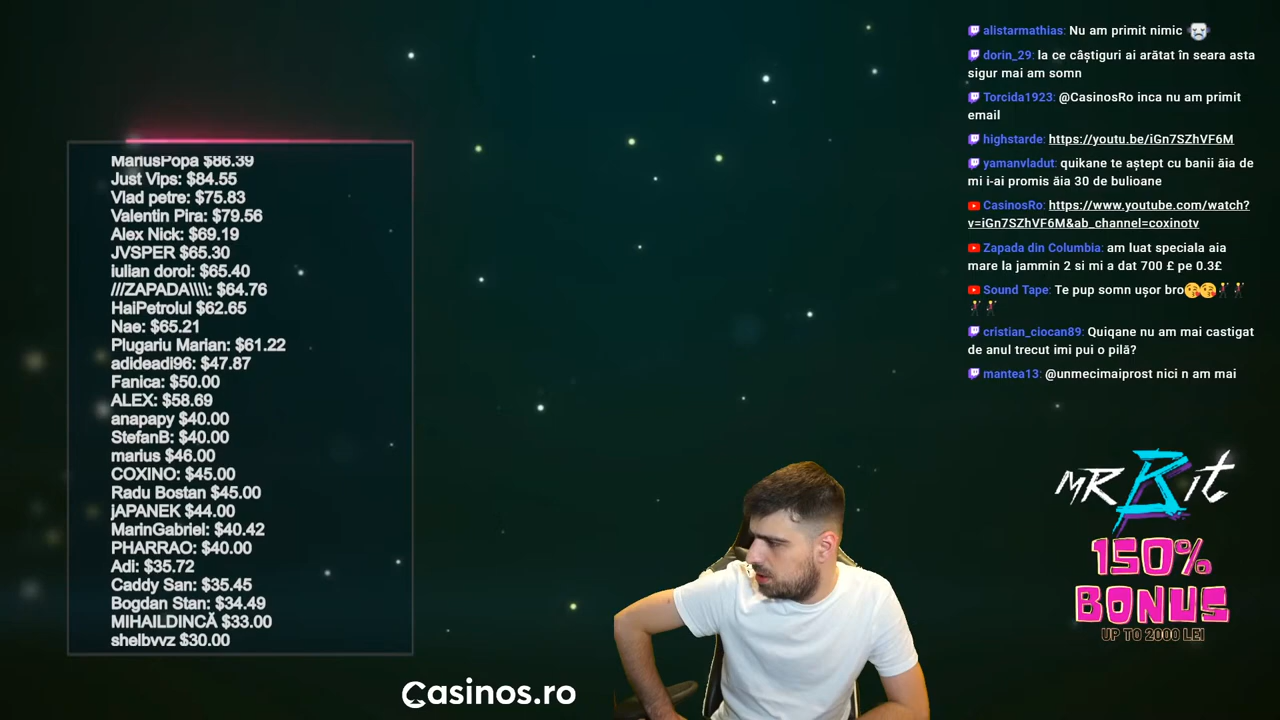 MariusPopa $86.39
Just Vips: $84.55
Vlad petre: $75.83
Valentin Pira: $79.56
Alex Nick: $69.19
JVSPER $65.30
iulian doroi: $65.40
///ZAPADA\\\\: $64.76
HaiPetrolul $62.65
Nae: $65.21
Plugariu Marian: $61.22
adideadi96: $47.87
Fanica: $50.00
ALEX: $58.69
anapapy $40.00
StefanB: $40.00
marius $46.00
COXINO: $45.00
Radu Bostan $45.00
jAPANEK $44.00
MarinGabriel: $40.42
PHARRAO: $40.00
Adi: $35.72
Caddy San: $35.45
Bogdan Stan: $34.49
MIHAILDINCĂ $33.00
shelbvvz $30.00
Casinos.ro
alistarmathias: Nu am primit nimic
dorin_29: la ce câștiguri ai arătat în seara asta
sigur mai am somn
Torcida1923: @CasinosRo inca nu am primit
email
highstarde: https://youtu.be/iGn7SZhVF6M
yamanvladut: quikane te aștept cu banii ăia de
mi i-ai promis ăia 30 de bulioane
CasinosRo: https://www.youtube.com/watch?
v=iGn7SZhVF6M&ab_channel=coxinotv
Zapada din Columbia: am luat speciala aia
mare la jammin 2 si mi a dat 700 £ pe 0.3£
Sound Tape: Te pup somn ușor bro😘😘
cristian_ciocan89: Quiqane nu am mai castigat
de anul trecut imi pui o pilă?
mantea13: @unmecimaiprost nici n am mai
MR Bit
150%
BONUS
UP TO 2000 LEI